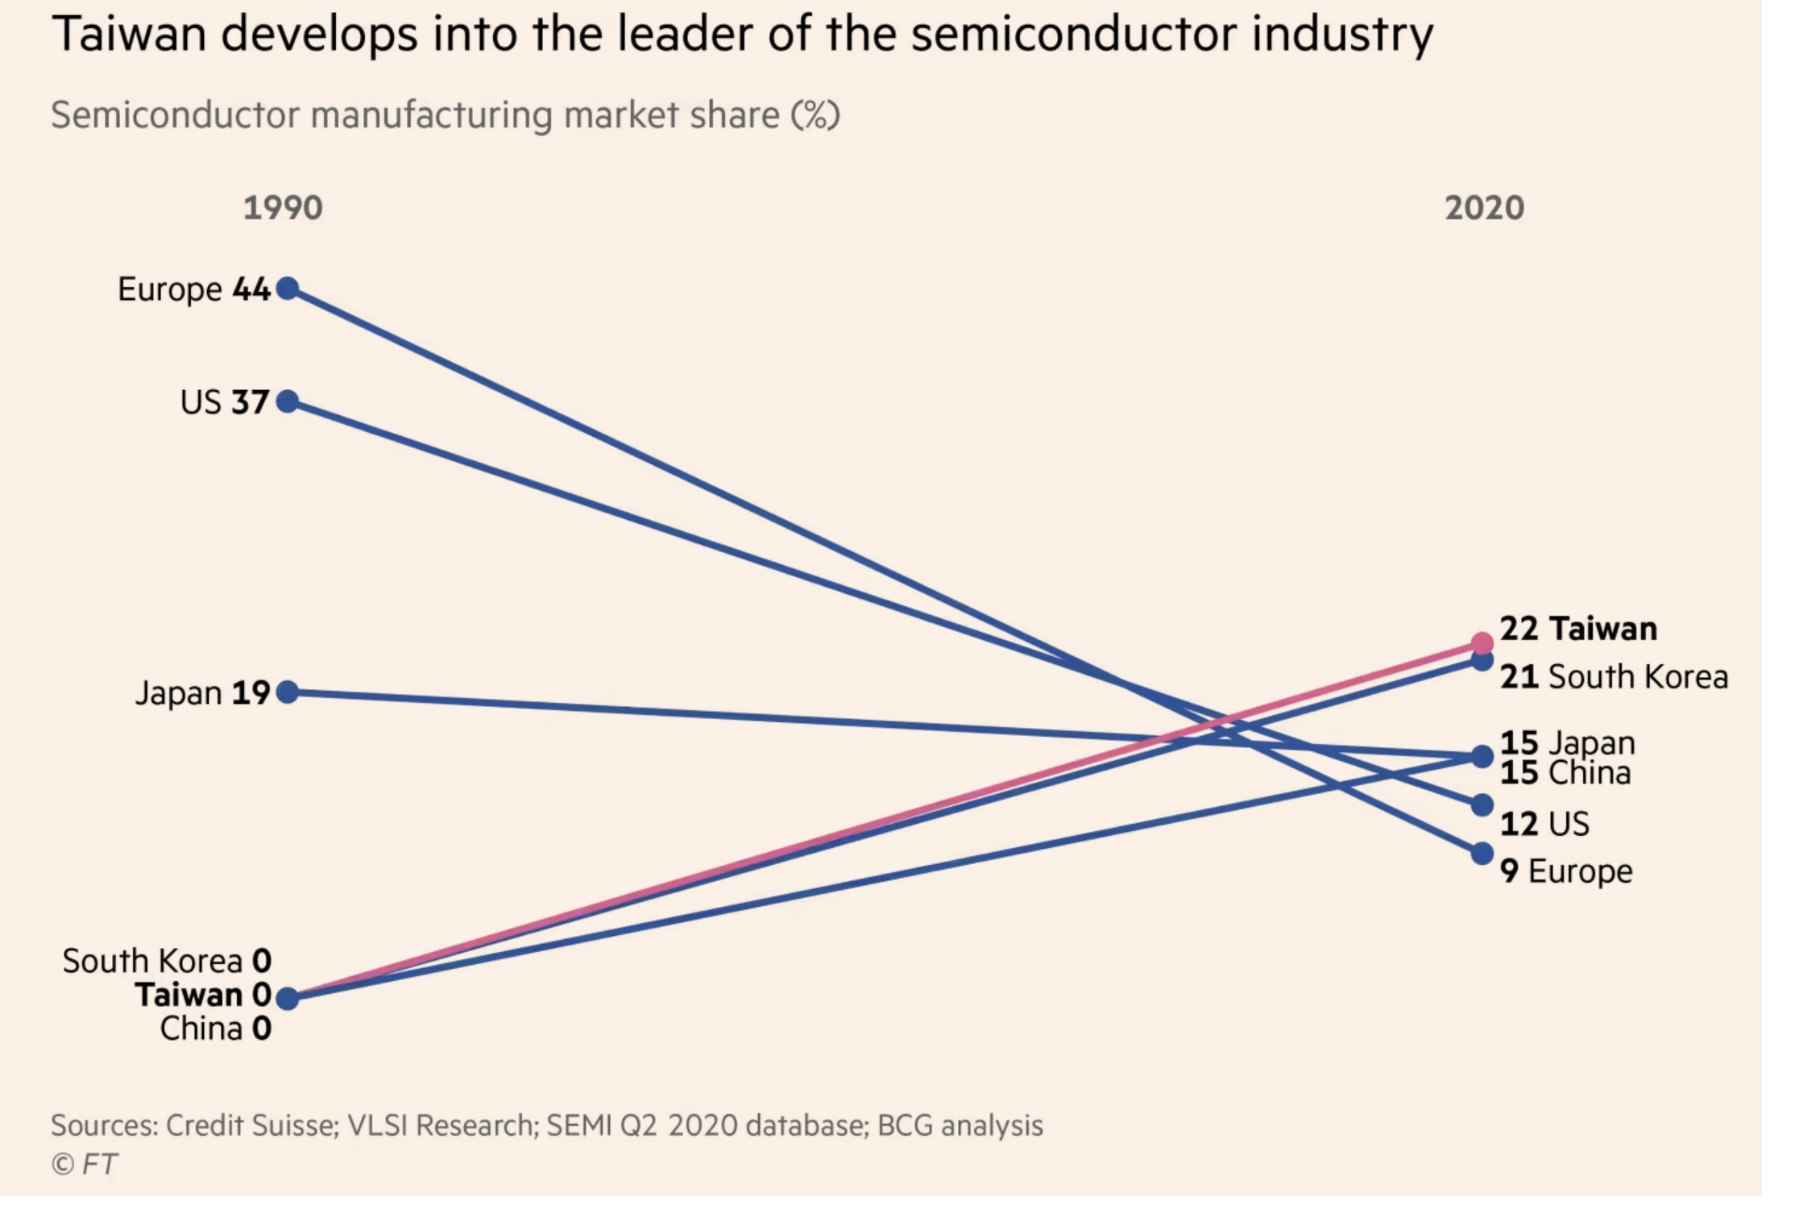 Taiwan develops into the leader of the semiconductor industry
Semiconductor manufacturing market share (%)
1990
2020
Europe 44
US 37
Japan 19
South Korea 0
Taiwan 0
China 0
22 Taiwan
21 South Korea
15 Japan
15 China
12 US
9 Europe
Sources: Credit Suisse; VLSI Research; SEMI Q2 2020 database; BCG analysis
© FT